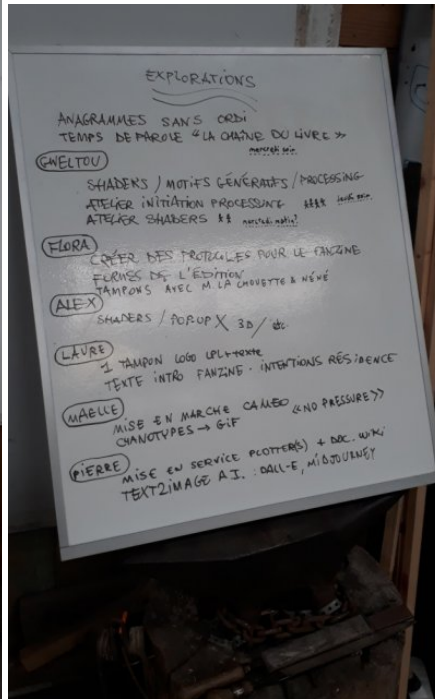 EXPLORATIONS
ANAGRAMMES SANS ORDI
TEMPS DE PAROLE "LA CHAÎNE DU LIVRE"
mercredi soir
GWELTOU
SHADERS / MOTIFS GÉNÉRATIFS / PROCESSING
ATELIER INITIATION PROCESSING **** jeudi soir
ATELIER SHADERS ** mercredi matin?
FLORA
CRÉER DES PROTOCOLES POUR LE FANZINE
FORMES DE L'ÉDITION
TAMPONS AVEC M. LA CHOUETTE & NÉNÉ
ALEX
SHADERS / POP.UP X 3D / etc.
LAURE
1 TAMPON LOGO LPL + texte
TEXTE INTRO FANZINE - INTENTIONS RÉSIDENCE
MAELLE
MISE EN MARCHE CAMEO «NO PRESSURE»
CYANOTYPES → GIF
PIERRE
MISE EN SERVICE PLOTTER(S) + DOC. WIKI
TEXT2IMAGE A.I. : DALL-E, MIDJOURNEY